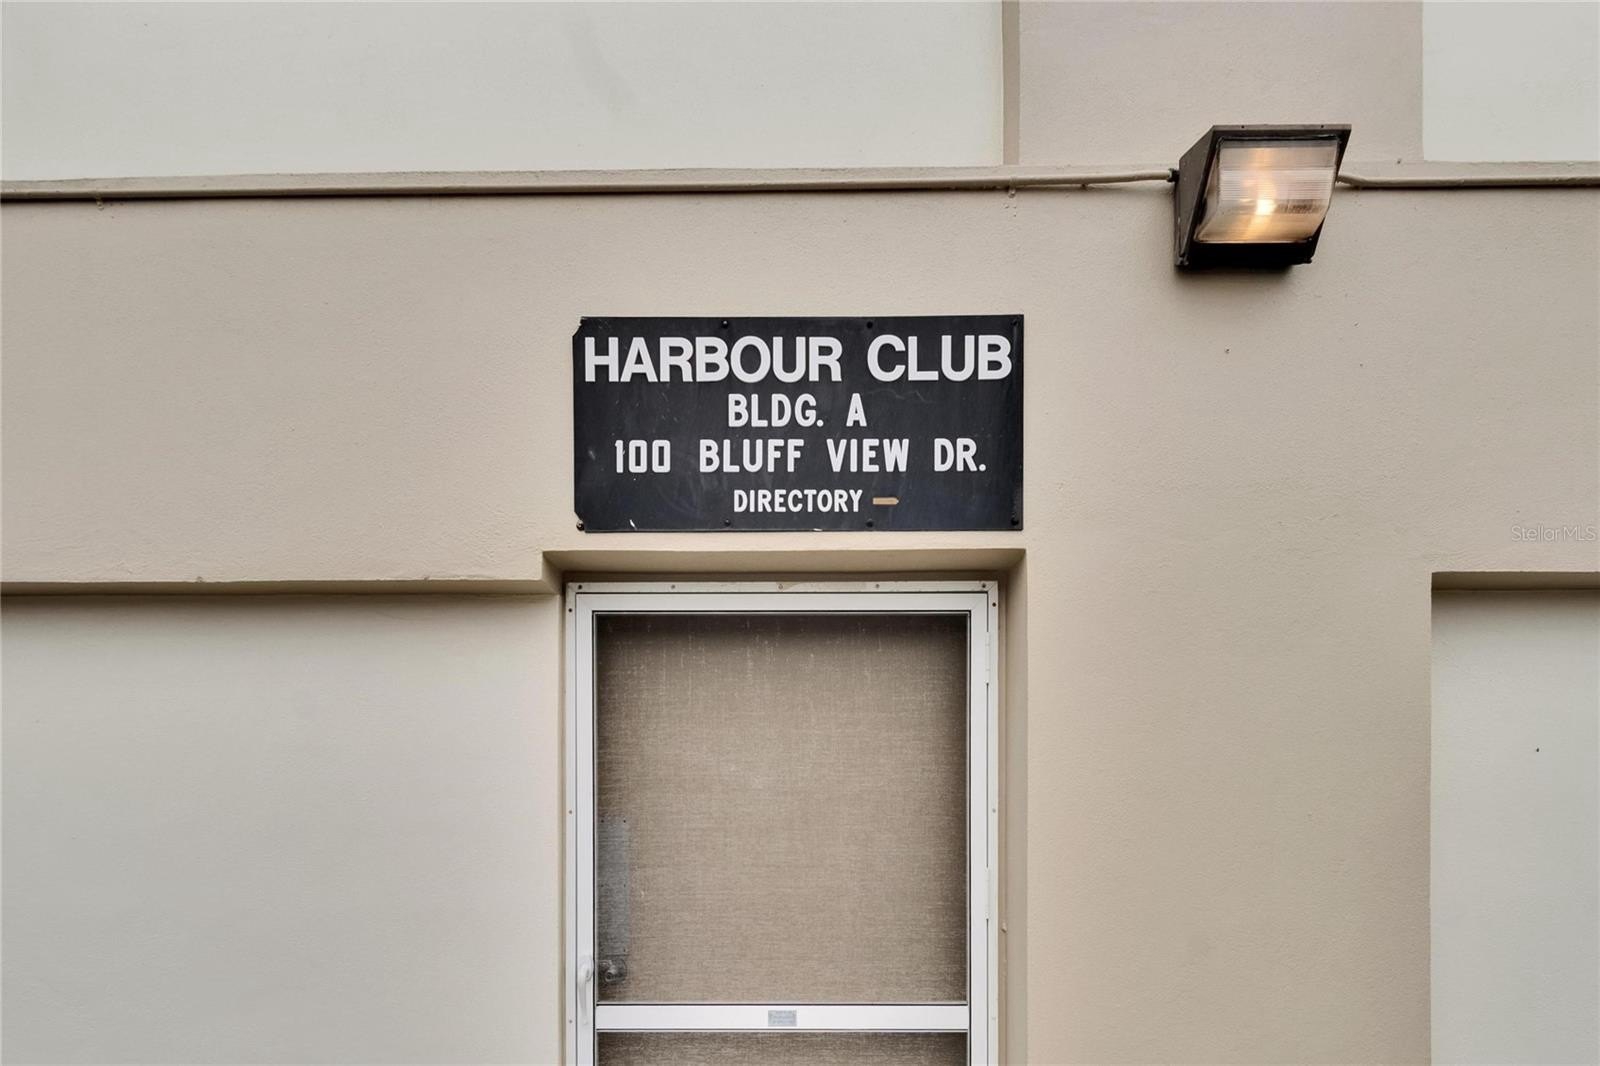 HARBOUR CLUB
BLDG. A
100 BLUFF VIEW DR.
DIRECTORY
StellarMLS